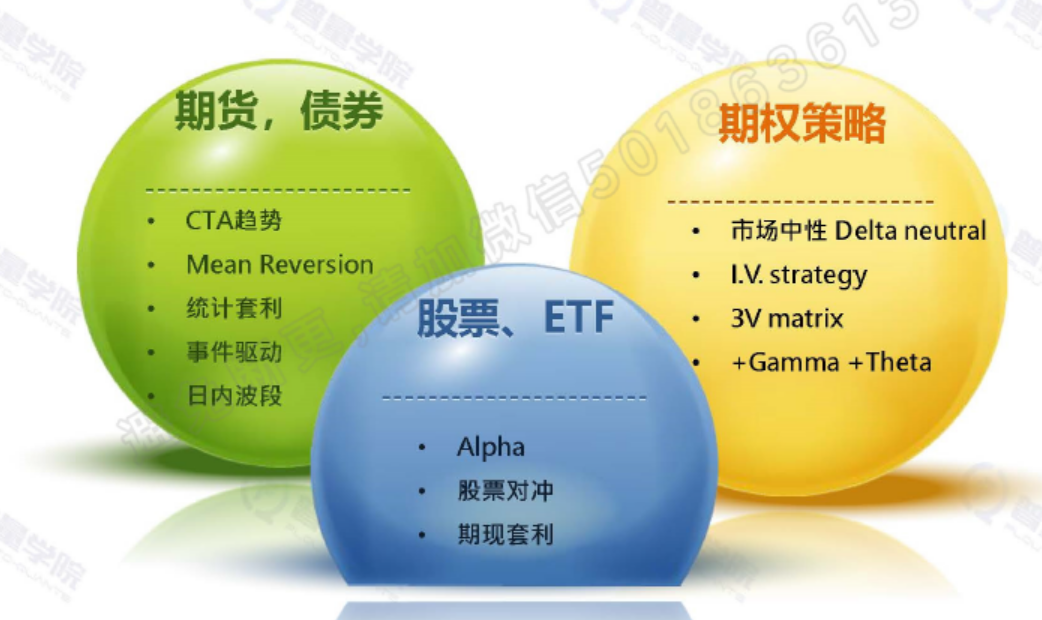 期货，债券
CTA趋势
Mean Reversion
统计套利
事件驱动
日内波段
股票、ETF
Alpha
股票对冲
期现套利
期权策略
市场中性 Delta neutral
I.V. strategy
3V matrix
+Gamma +Theta